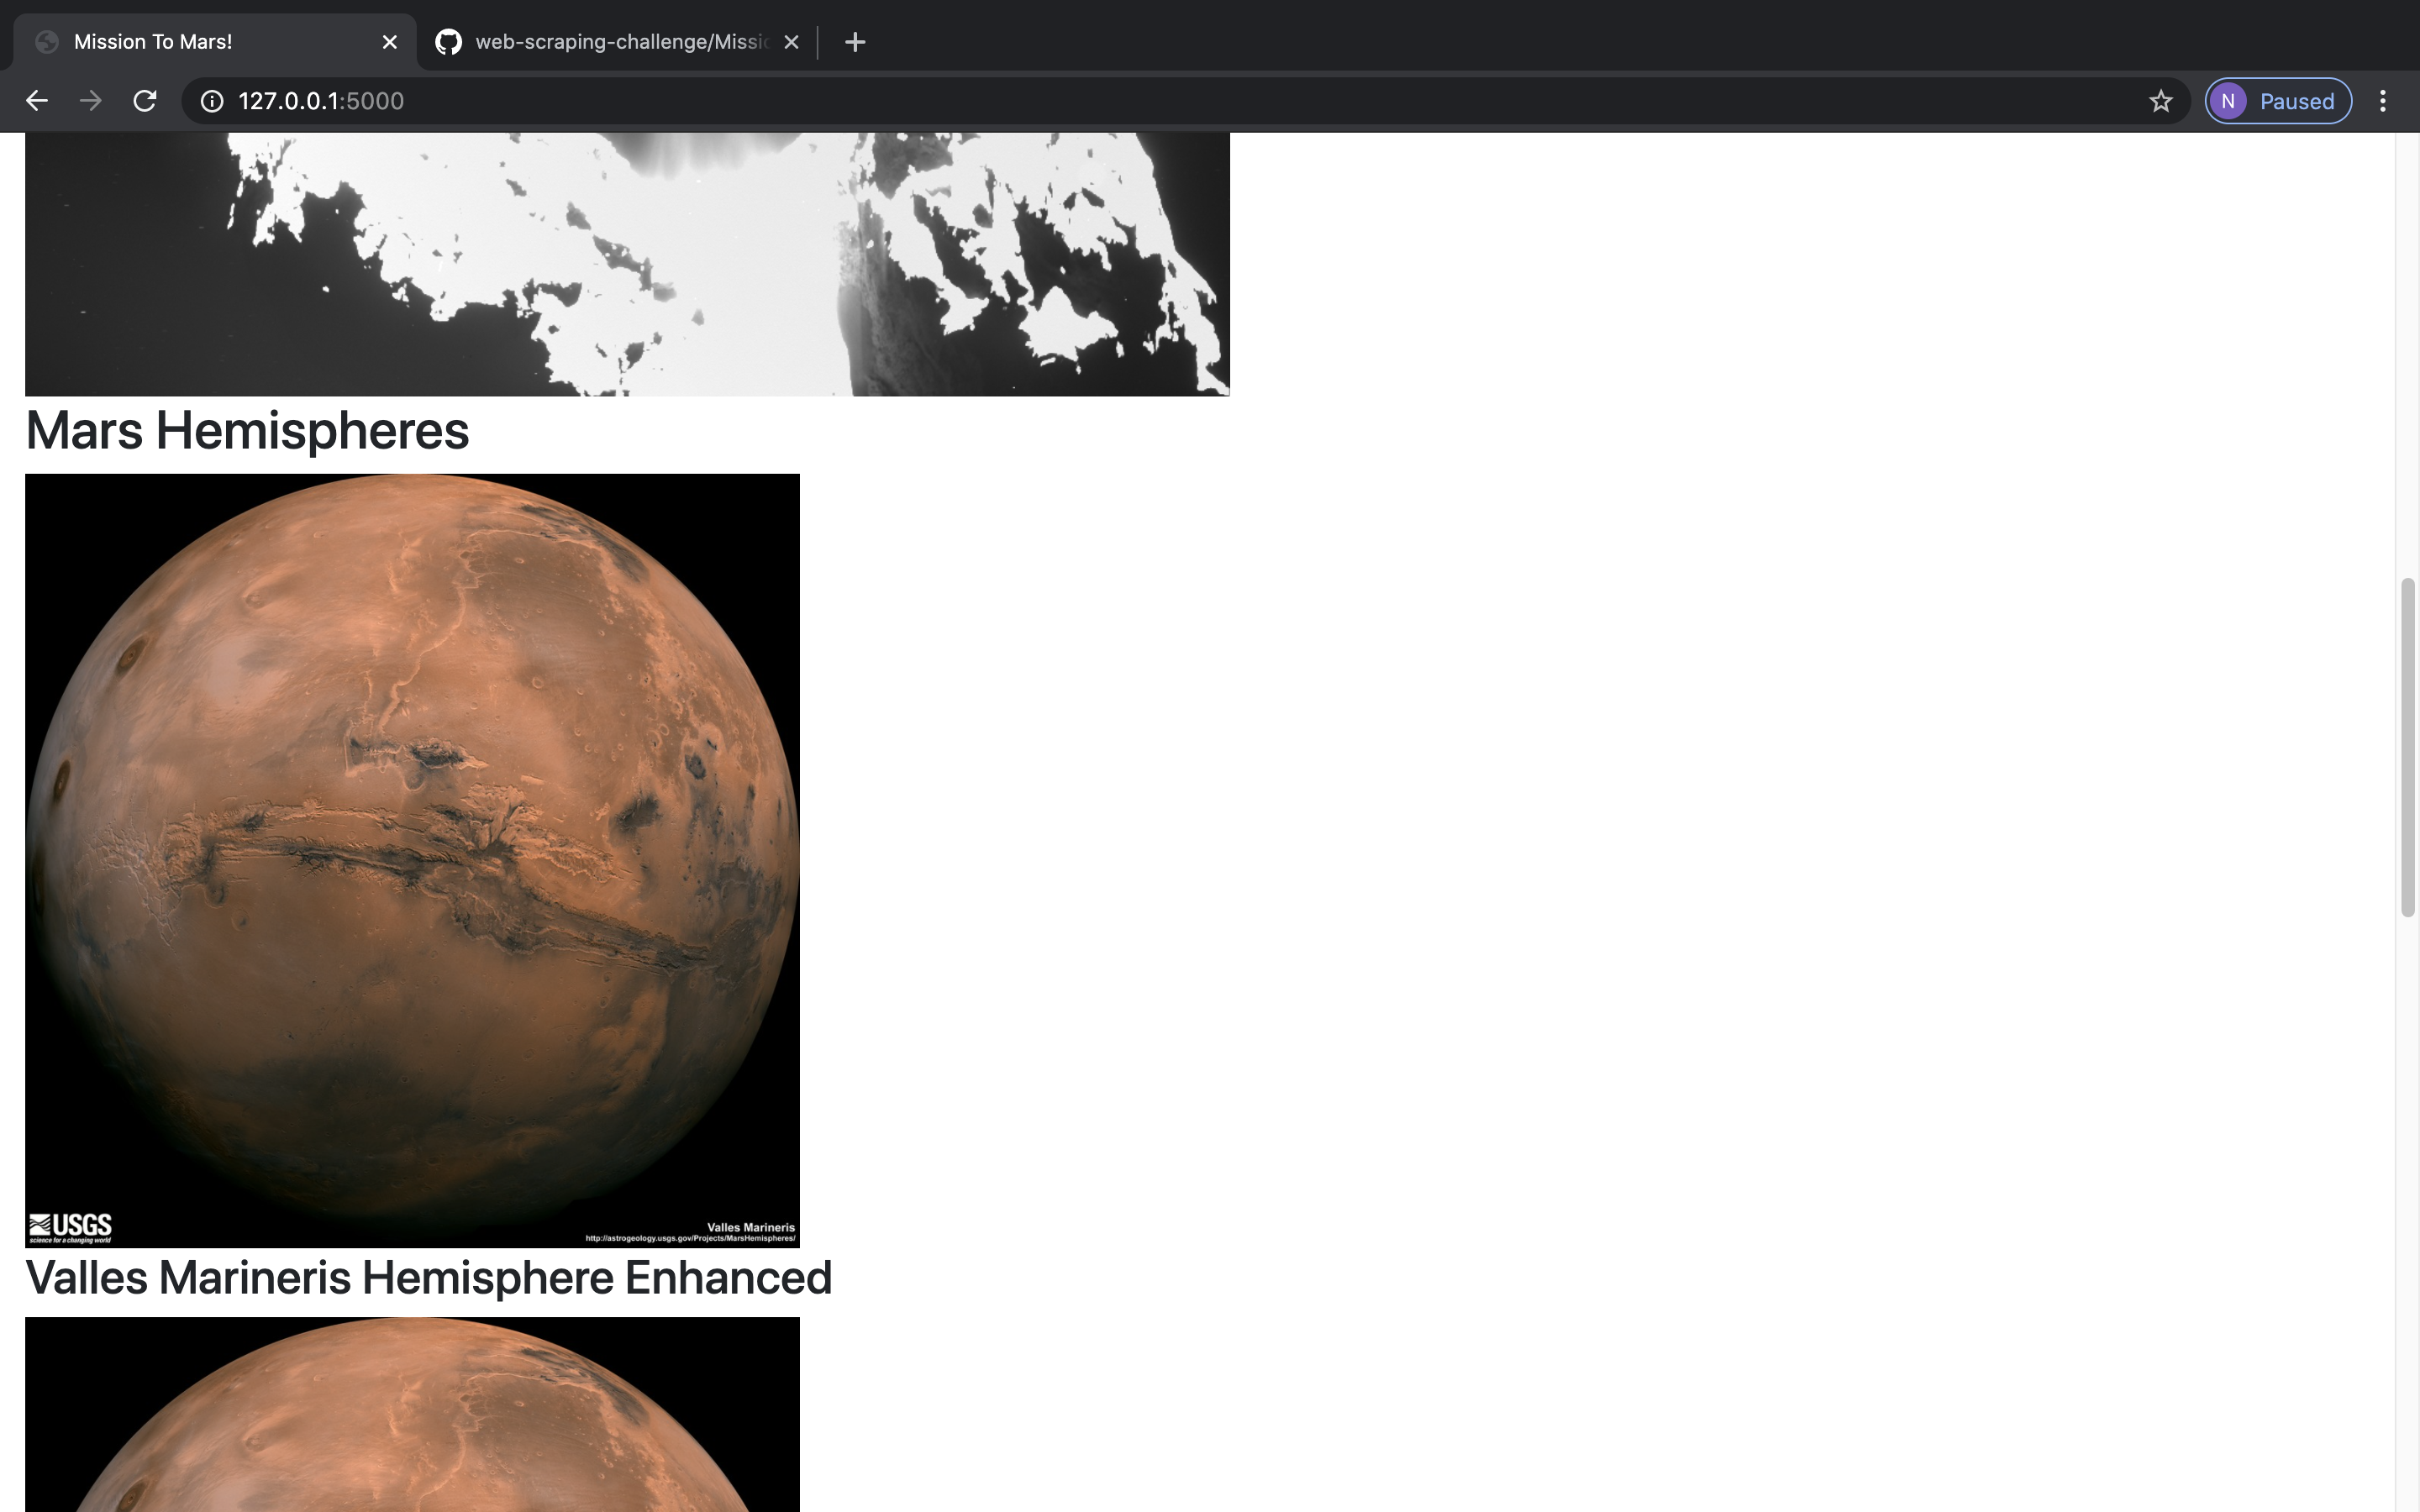 Mission To Mars!
web-scraping-challenge/Missi
127.0.0.1:5000
N Paused
Mars Hemispheres
USGS
science for a changing world
Valles Marineris
http://astrogeology.usgs.gov/Projects/MarsHemispheres/
Valles Marineris Hemisphere Enhanced